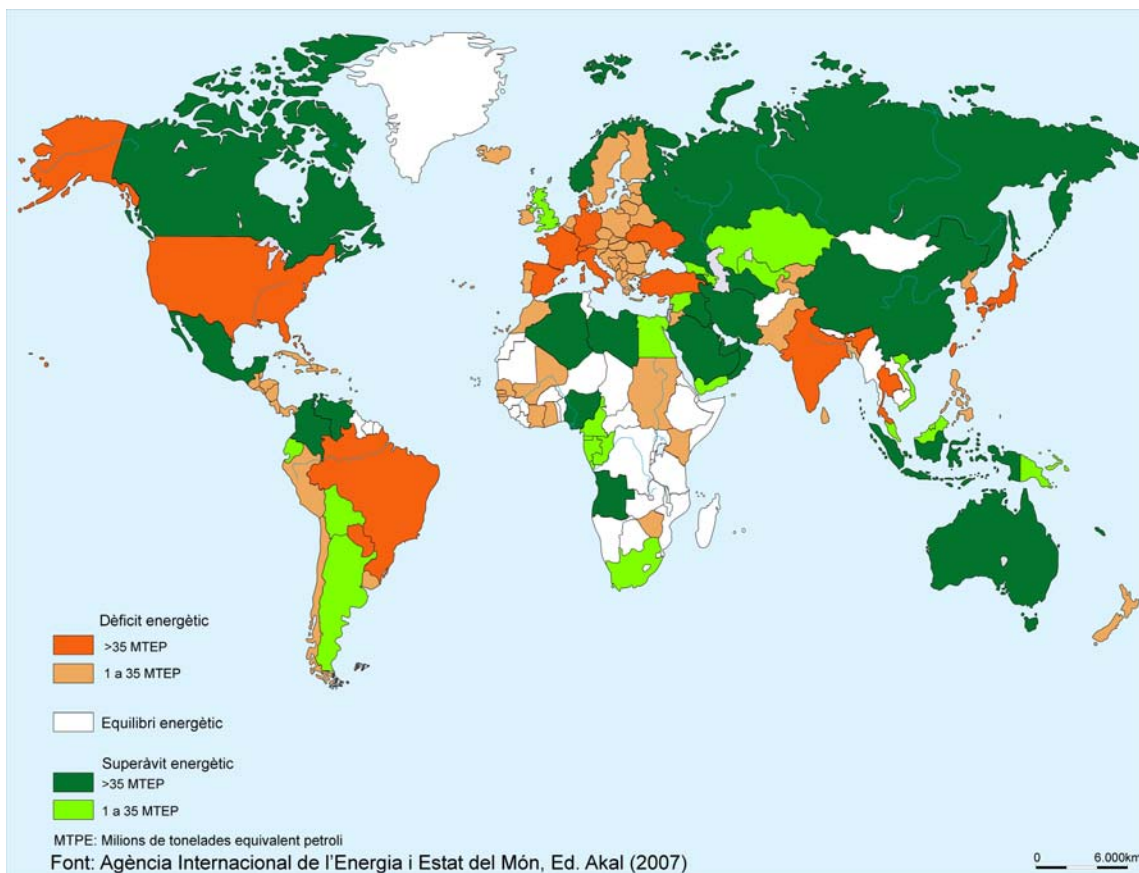 Dèficit energètic
>35 MTEP
1 a 35 MTEP
Equilibri energètic
Superàvit energètic
>35 MTEP
1 a 35 MTEP
MTPE: Milions de tonelades equivalent petroli
Font: Agència Internacional de l'Energia i Estat del Món, Ed. Akal (2007)
0 6.000km